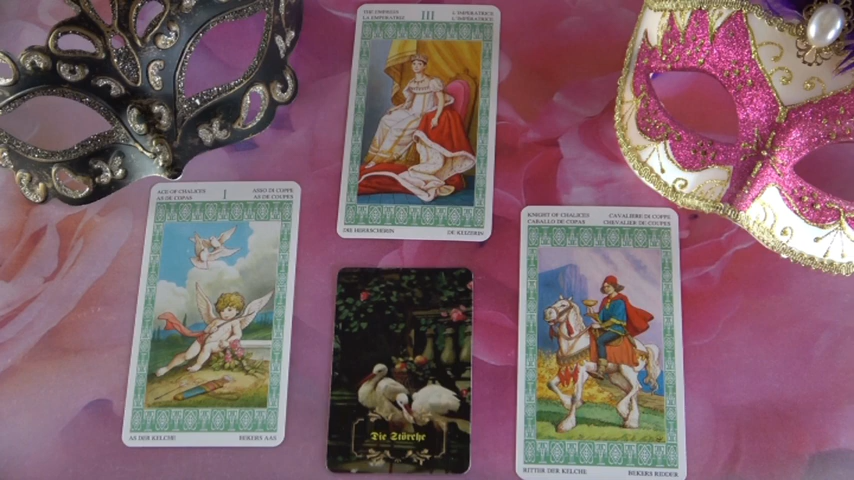 THE EMPRESS
LA EMPERATRIZ
III
L'IMPERATRICE
L'IMPÉRATRICE
DIE HERRSCHERIN
DE KEIZERIN
ACE OF CHALICES
AS DE COPAS
I
ASSO DI COPPE
AS DE COUPES
AS DER KELCHE
BEKERS AAS
KNIGHT OF CHALICES
CABALLO DE COPAS
CAVALIERE DI COPPE
CHEVALIER DE COUPES
RITTER DER KELCHE
BEKERS RIDDER
Die Störche